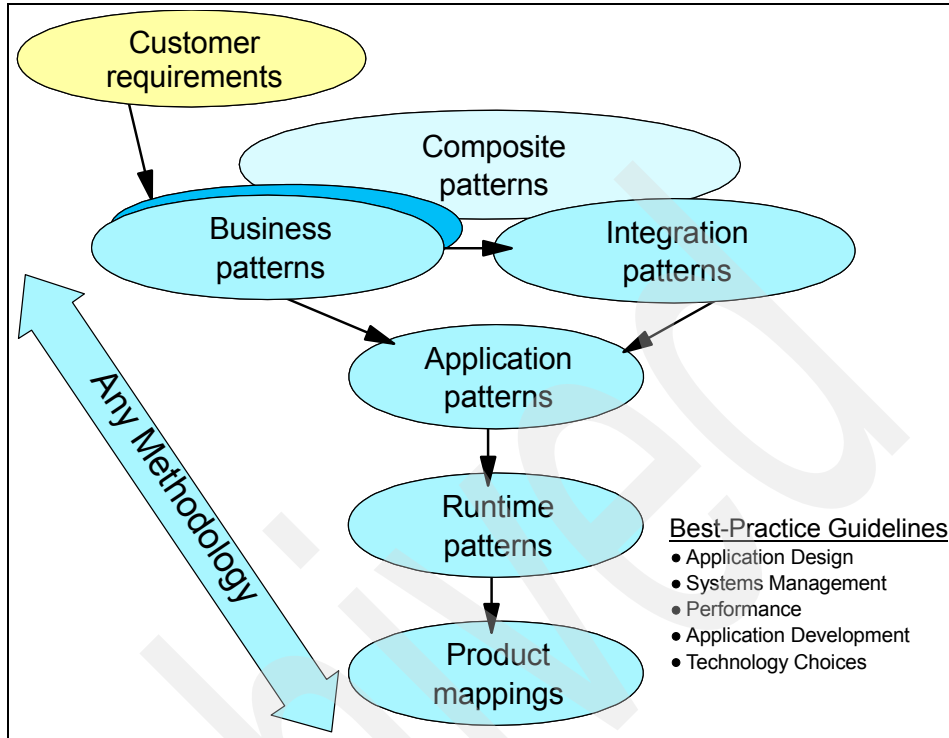 Customer
requirements
Composite
patterns
Business
patterns
Integration
patterns
Application
patterns
Any Methodology
Runtime
patterns
Best-Practice Guidelines
● Application Design
● Systems Management
● Performance
● Application Development
● Technology Choices
Product
mappings
hived